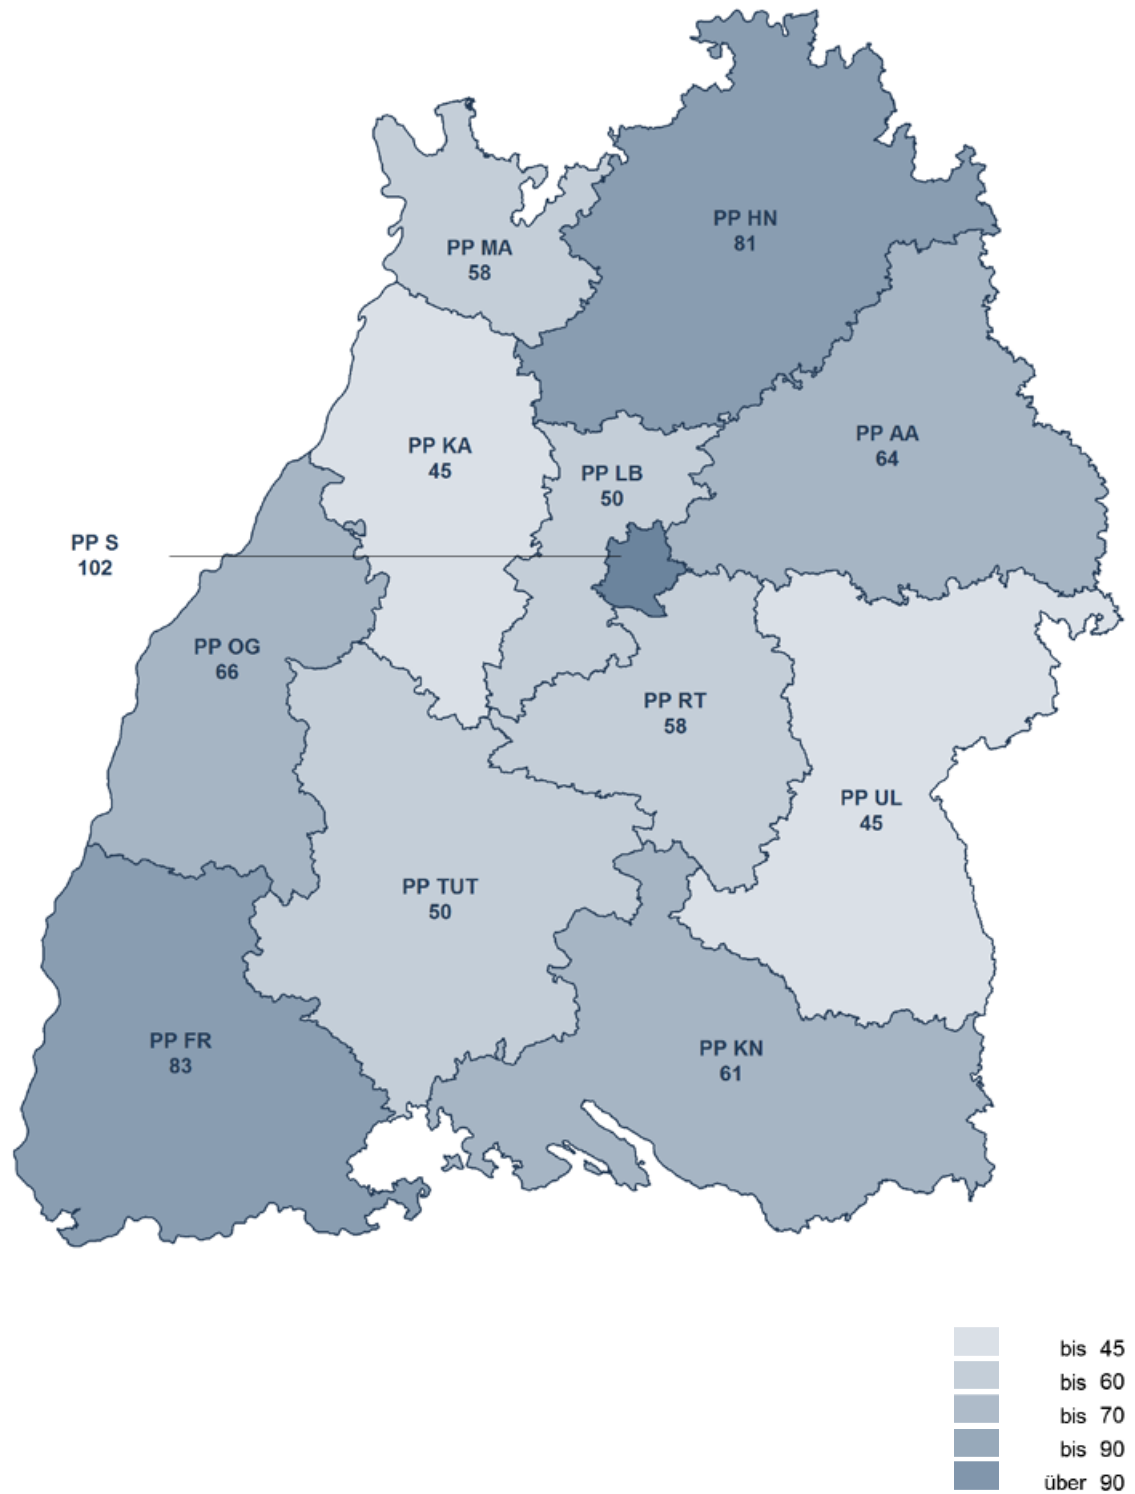 PP HN
81
PP MA
58
PP AA
64
PP KA
45
PP LB
50
PP S
102
PP OG
66
PP RT
58
PP UL
45
PP TUT
50
PP FR
83
PP KN
61
bis 45
bis 60
bis 70
bis 90
über 90